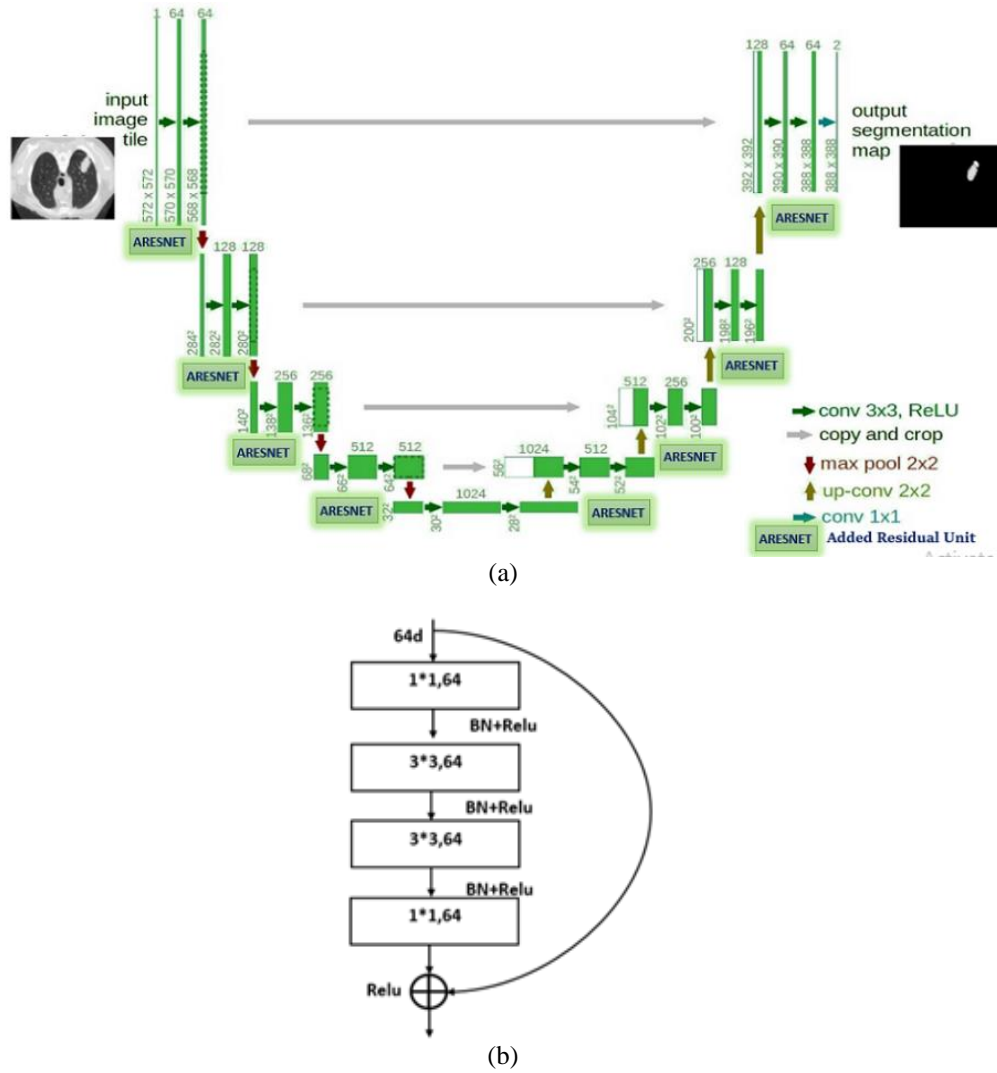 1 64 64
input
image
tile
572 x 572
570 x 570
568 x 568
ARESNET
128 128
284²
282²
280²
ARESNET
256 256
140²
138²
136²
ARESNET
512 512
68²
66²
64²
ARESNET
1024
32²
30²
28²
1024 512
56²
54²
52²
ARESNET
512 256
104²
102²
100²
ARESNET
256 128
200²
198²
196²
ARESNET
128 64 64 2
392 x 392
390 x 390
388 x 388
388 x 388
output
segmentation
map
ARESNET
conv 3x3, ReLU
copy and crop
max pool 2x2
up-conv 2x2
conv 1x1
ARESNET Added Residual Unit
(a)
64d
1*1,64
BN+Relu
3*3,64
BN+Relu
3*3,64
BN+Relu
1*1,64
Relu
(b)